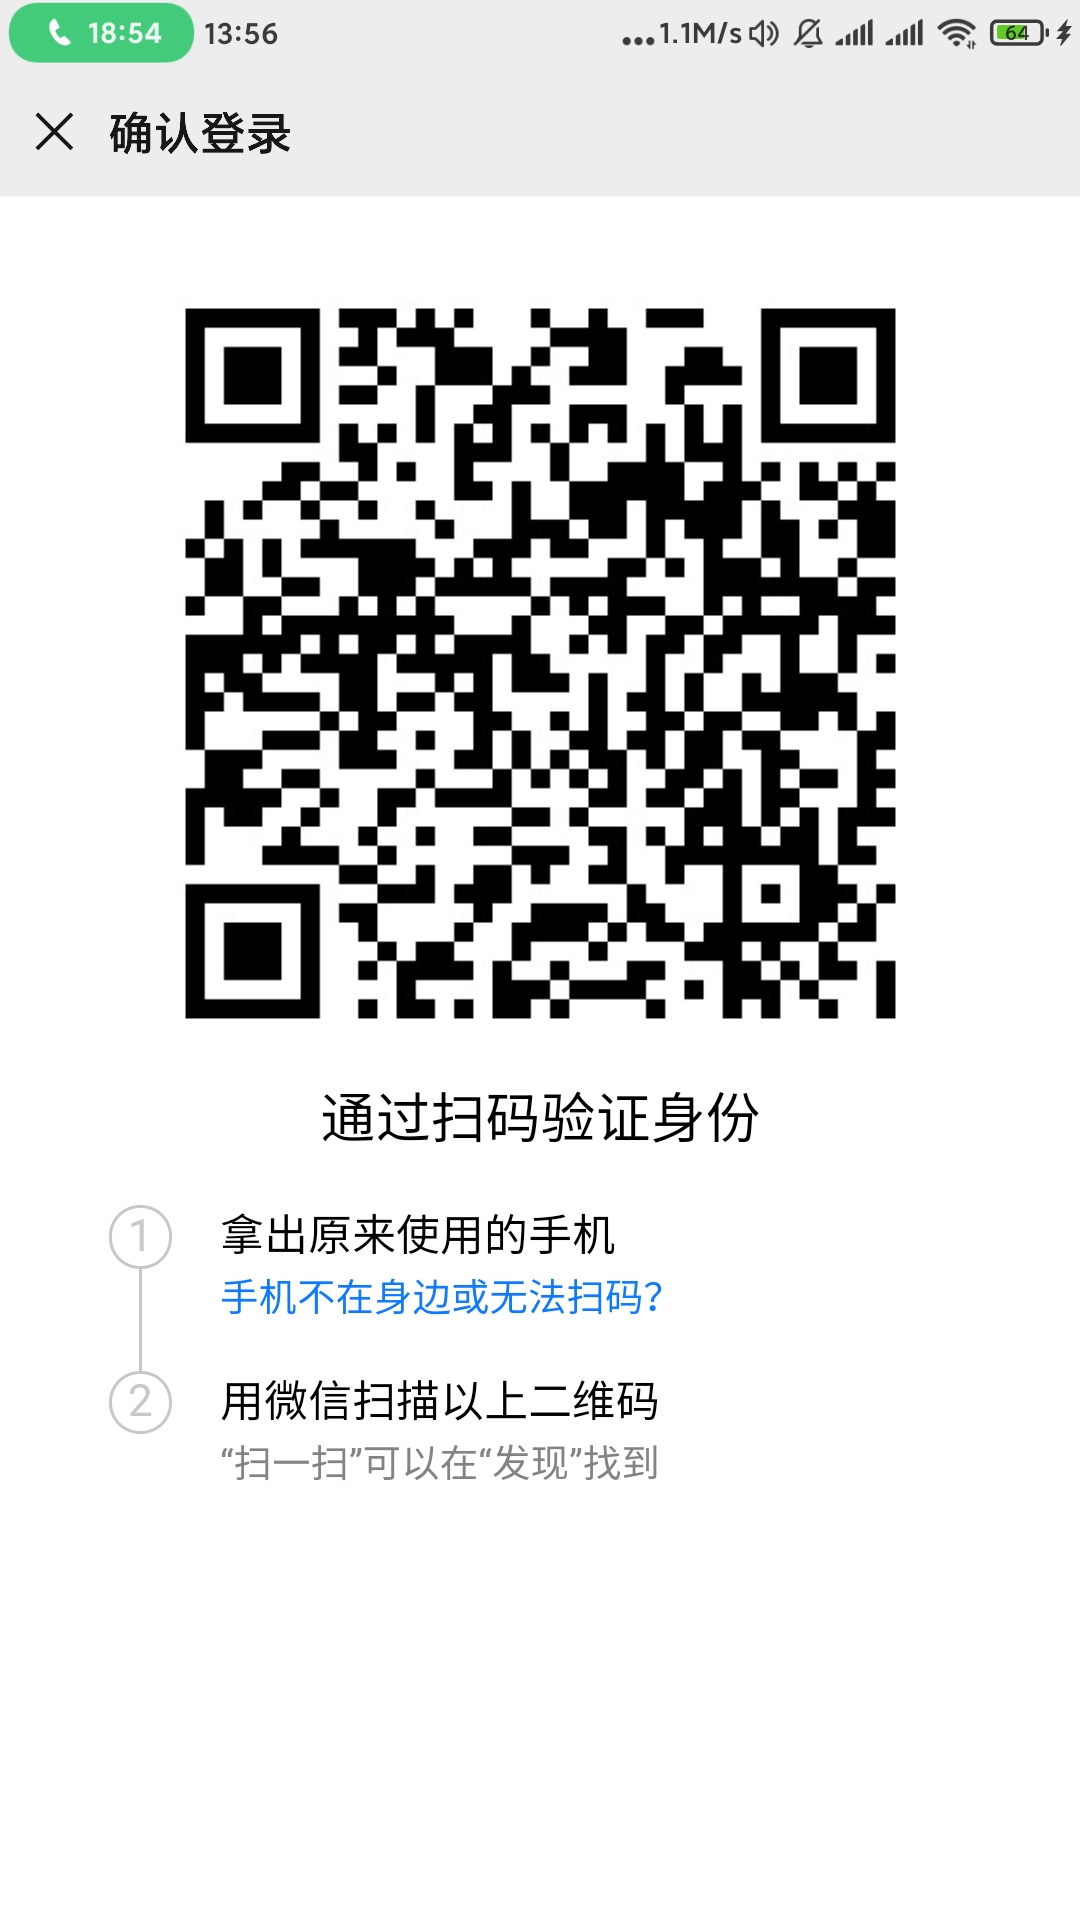 18:54 13:56 ...1.1M/s 64
确认登录
通过扫码验证身份
1 拿出原来使用的手机
手机不在身边或无法扫码？
2 用微信扫描以上二维码
“扫一扫”可以在“发现”找到